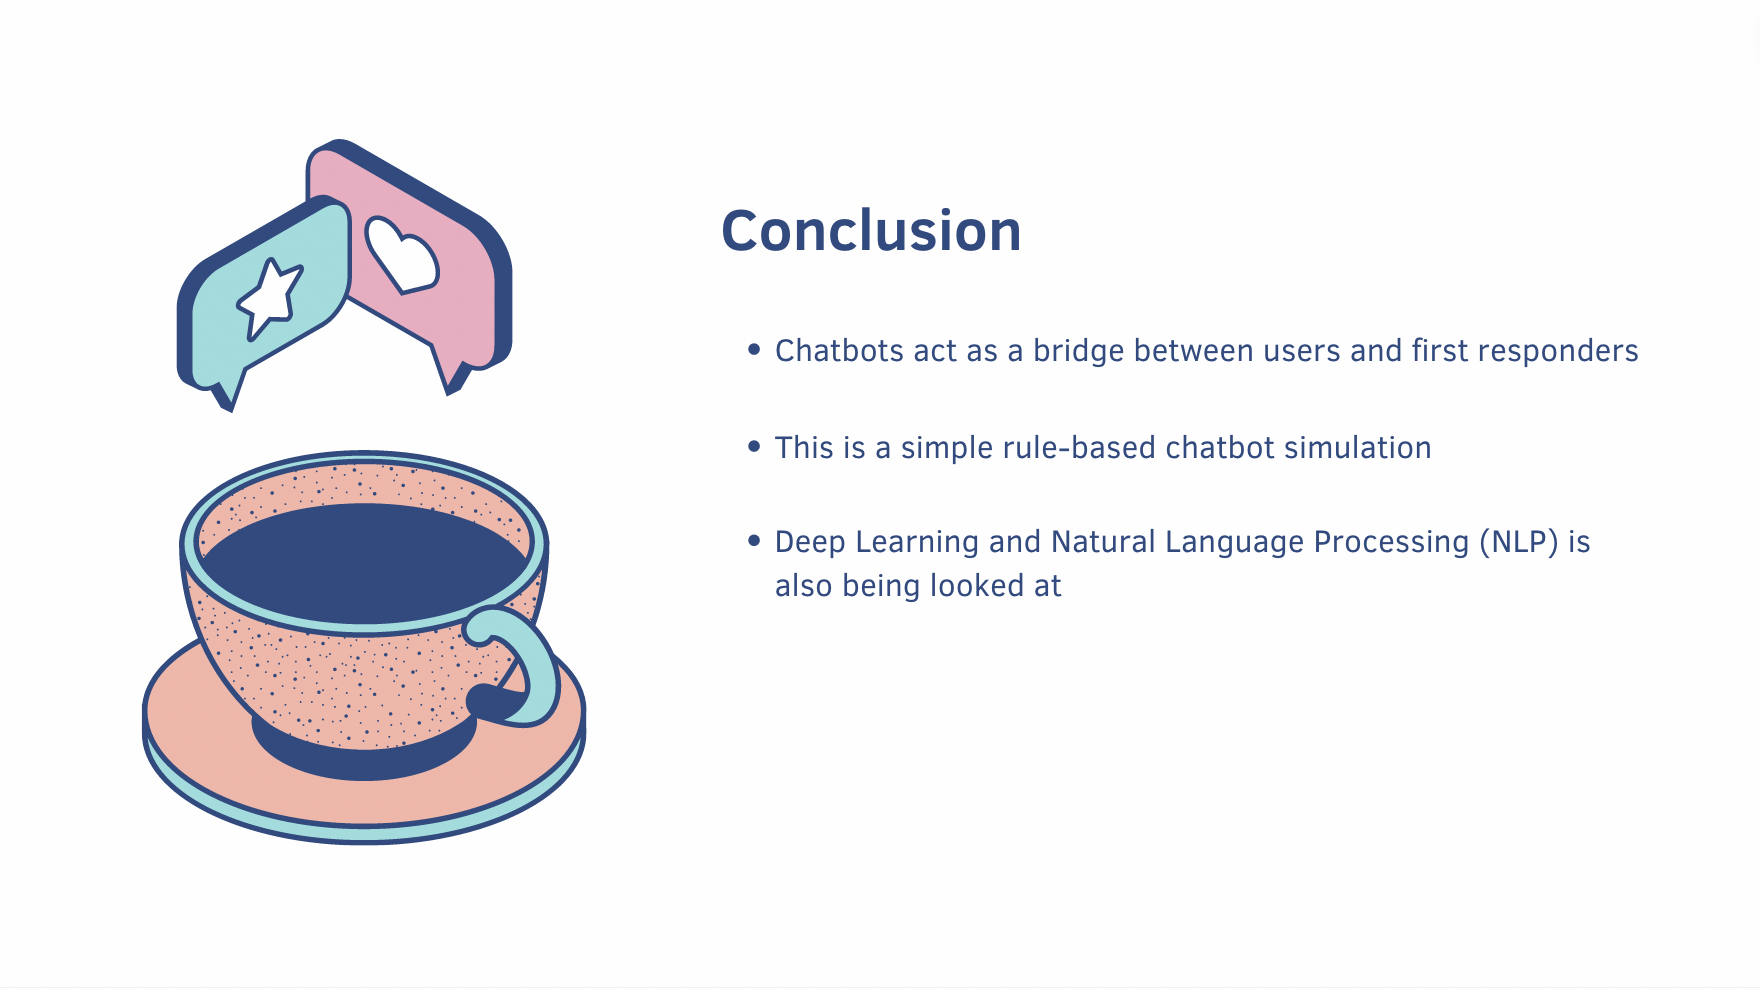 Conclusion
• Chatbots act as a bridge between users and first responders
• This is a simple rule-based chatbot simulation
• Deep Learning and Natural Language Processing (NLP) is
also being looked at